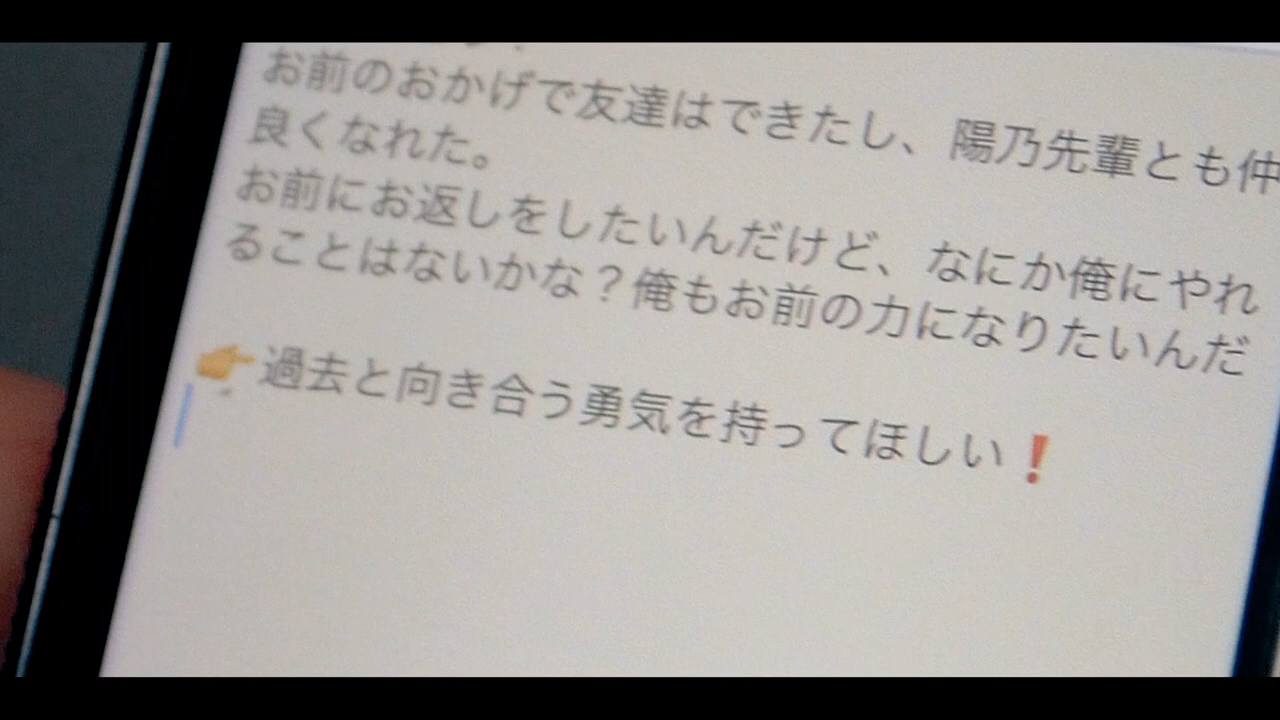 お前のおかげで友達はできたし、陽乃先輩とも仲
良くなれた。
お前にお返しをしたいんだけど、なにか俺にやれ
ることはないかな？俺もお前の力になりたいんだ
👉過去と向き合う勇気を持ってほしい❗